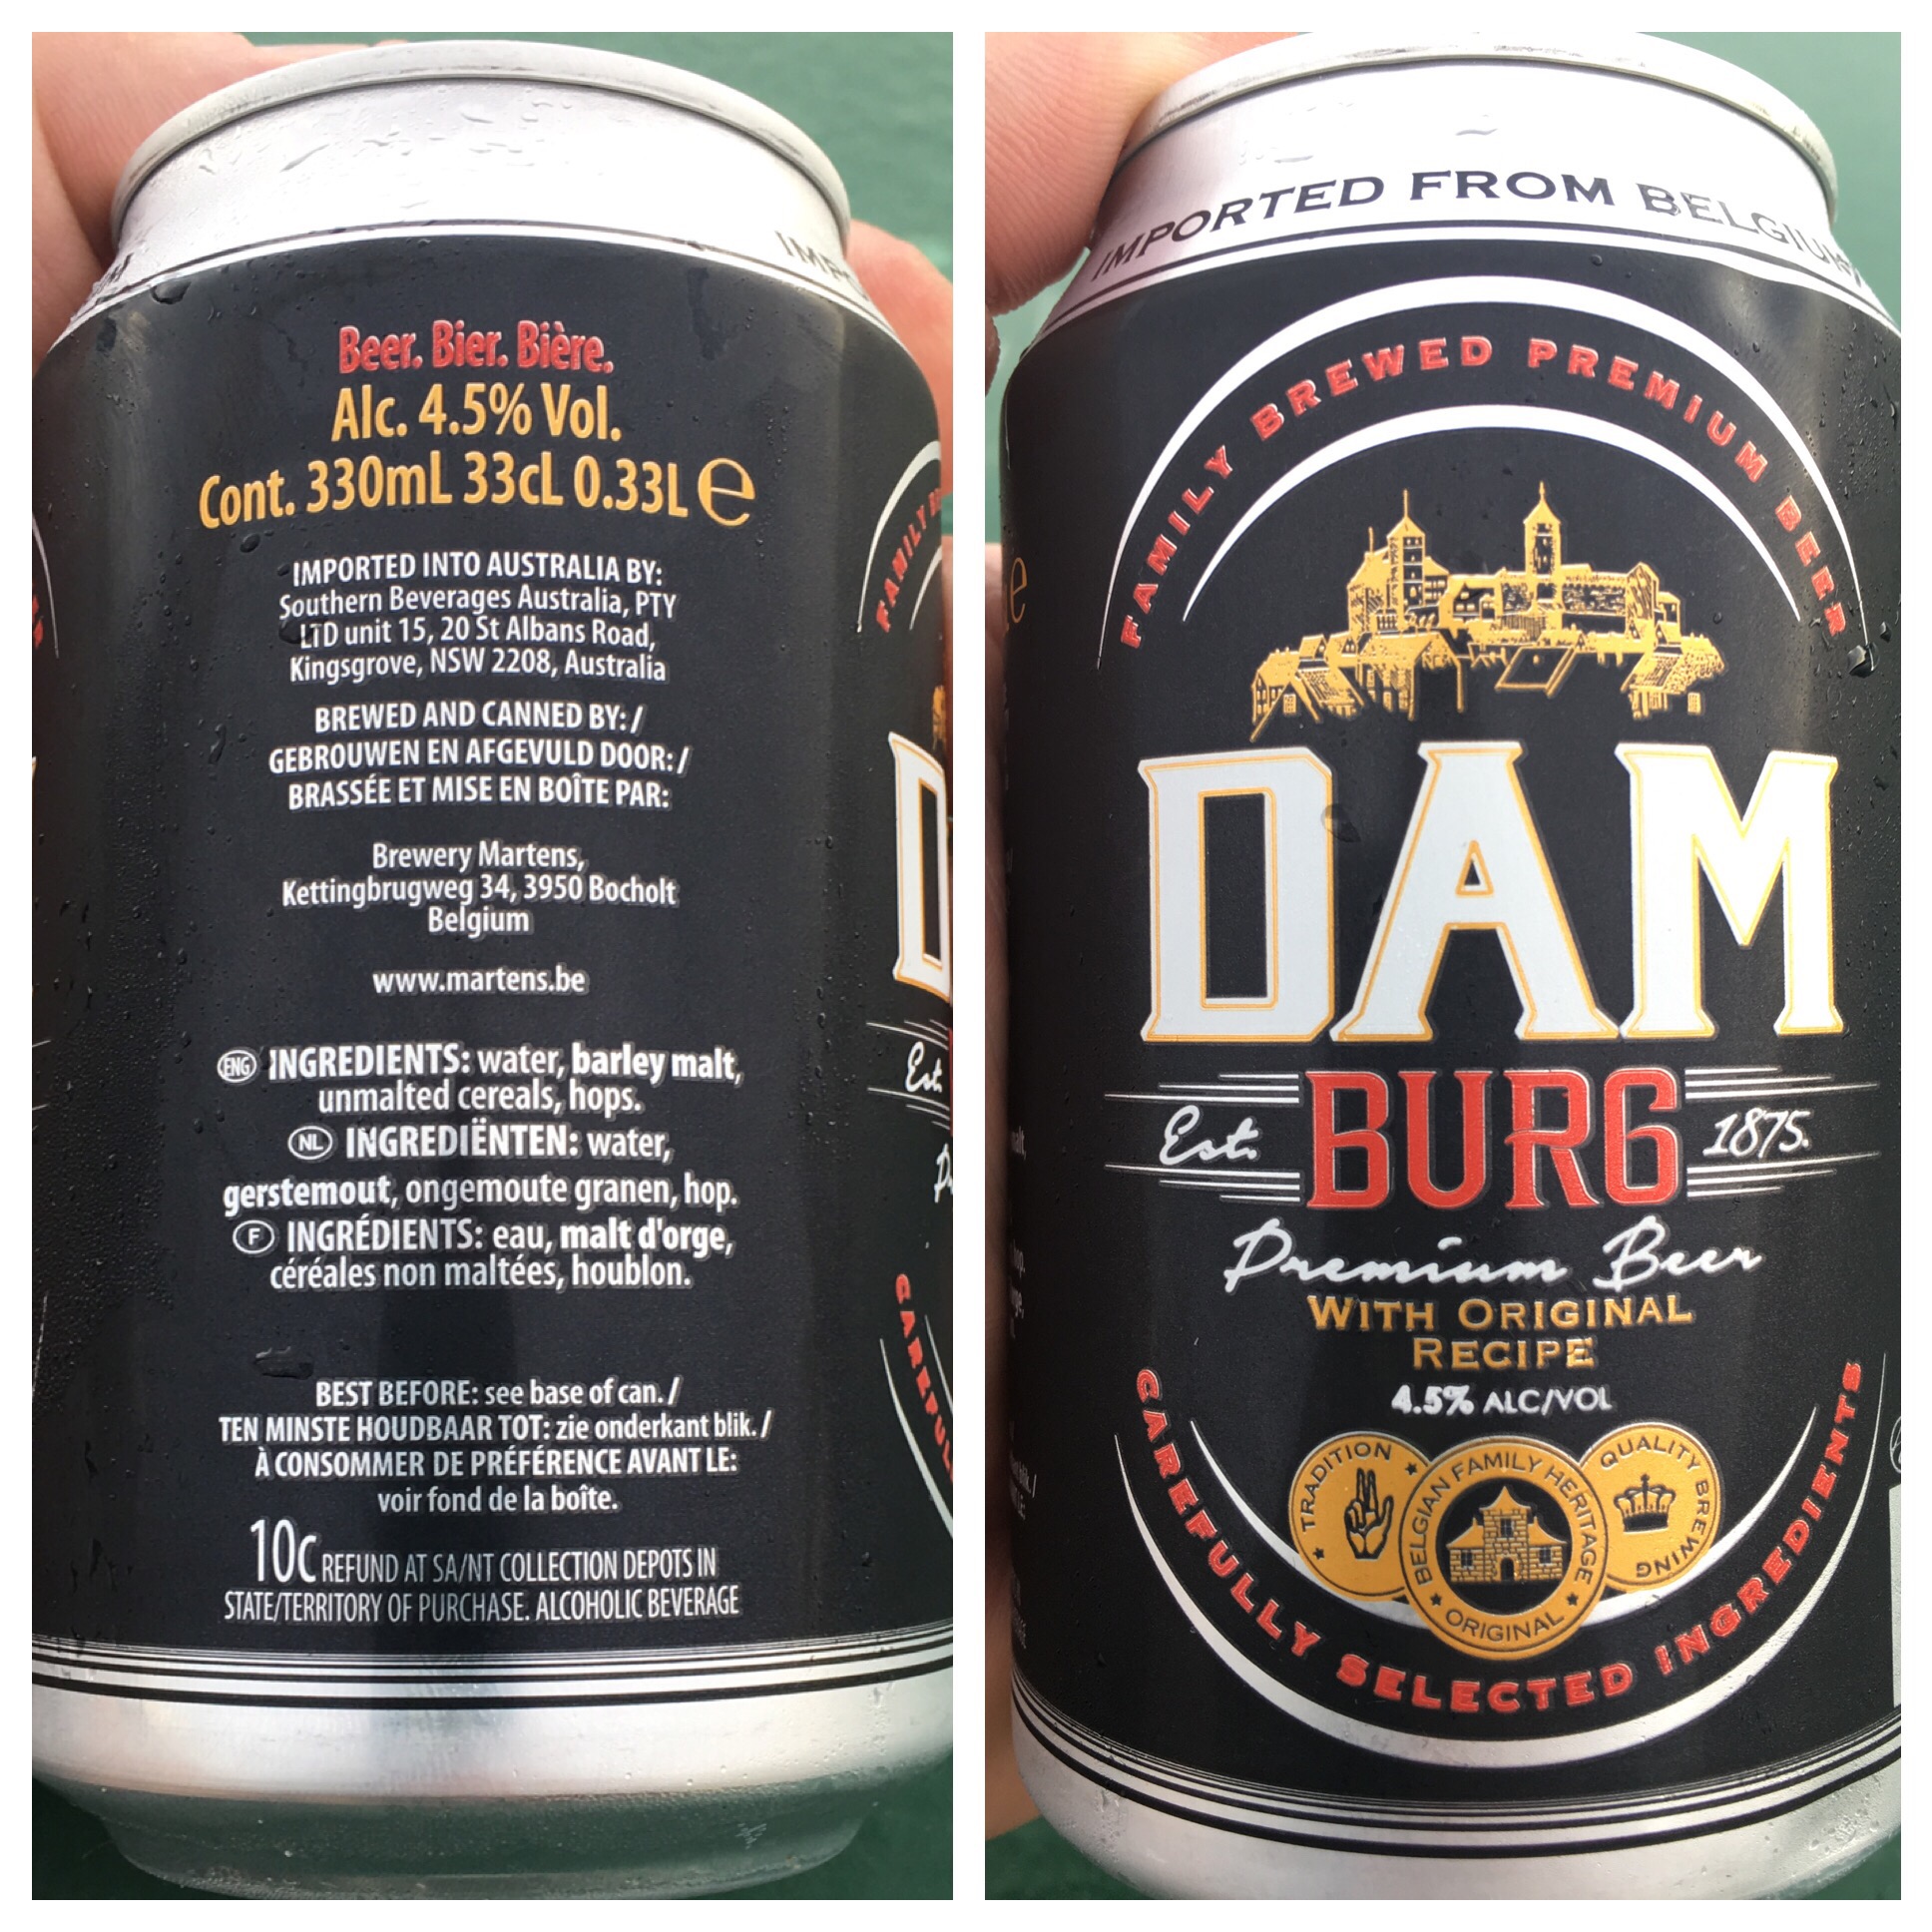 IMP
Beer. Bier. Bière.
Alc. 4.5% Vol.
Cont. 330mL 33cL 0.33L e
IMPORTED INTO AUSTRALIA BY:
Southern Beverages Australia, PTY
LTD unit 15, 20 St Albans Road,
Kingsgrove, NSW 2208, Australia
BREWED AND CANNED BY: /
GEBROUWEN EN AFGEVULD DOOR: /
BRASSÉE ET MISE EN BOÎTE PAR:
Brewery Martens,
Kettingbrugweg 34, 3950 Bocholt
Belgium
www.martens.be
ENG INGREDIENTS: water, barley malt,
unmalted cereals, hops.
NL INGREDIËNTEN: water,
gerstemout, ongemoute granen, hop.
F INGRÉDIENTS: eau, malt d'orge,
céréales non maltées, houblon.
BEST BEFORE: see base of can. /
TEN MINSTE HOUDBAAR TOT: zie onderkant blik. /
À CONSOMMER DE PRÉFÉRENCE AVANT LE:
voir fond de la boîte.
10c REFUND AT SA/NT COLLECTION DEPOTS IN
STATE/TERRITORY OF PURCHASE. ALCOHOLIC BEVERAGE
FAMILY
D
Est.
CAREFUL
IMPORTED FROM BELGIUM
FAMILY BREWED PREMIUM BEER
DAM
Est. BURG 1875.
Premium Beer
WITH ORIGINAL
RECIPE
4.5% ALC/VOL
TRADITION
BELGIAN FAMILY HERITAGE
ORIGINAL
QUALITY BREWING
CAREFULLY SELECTED INGREDIENTS